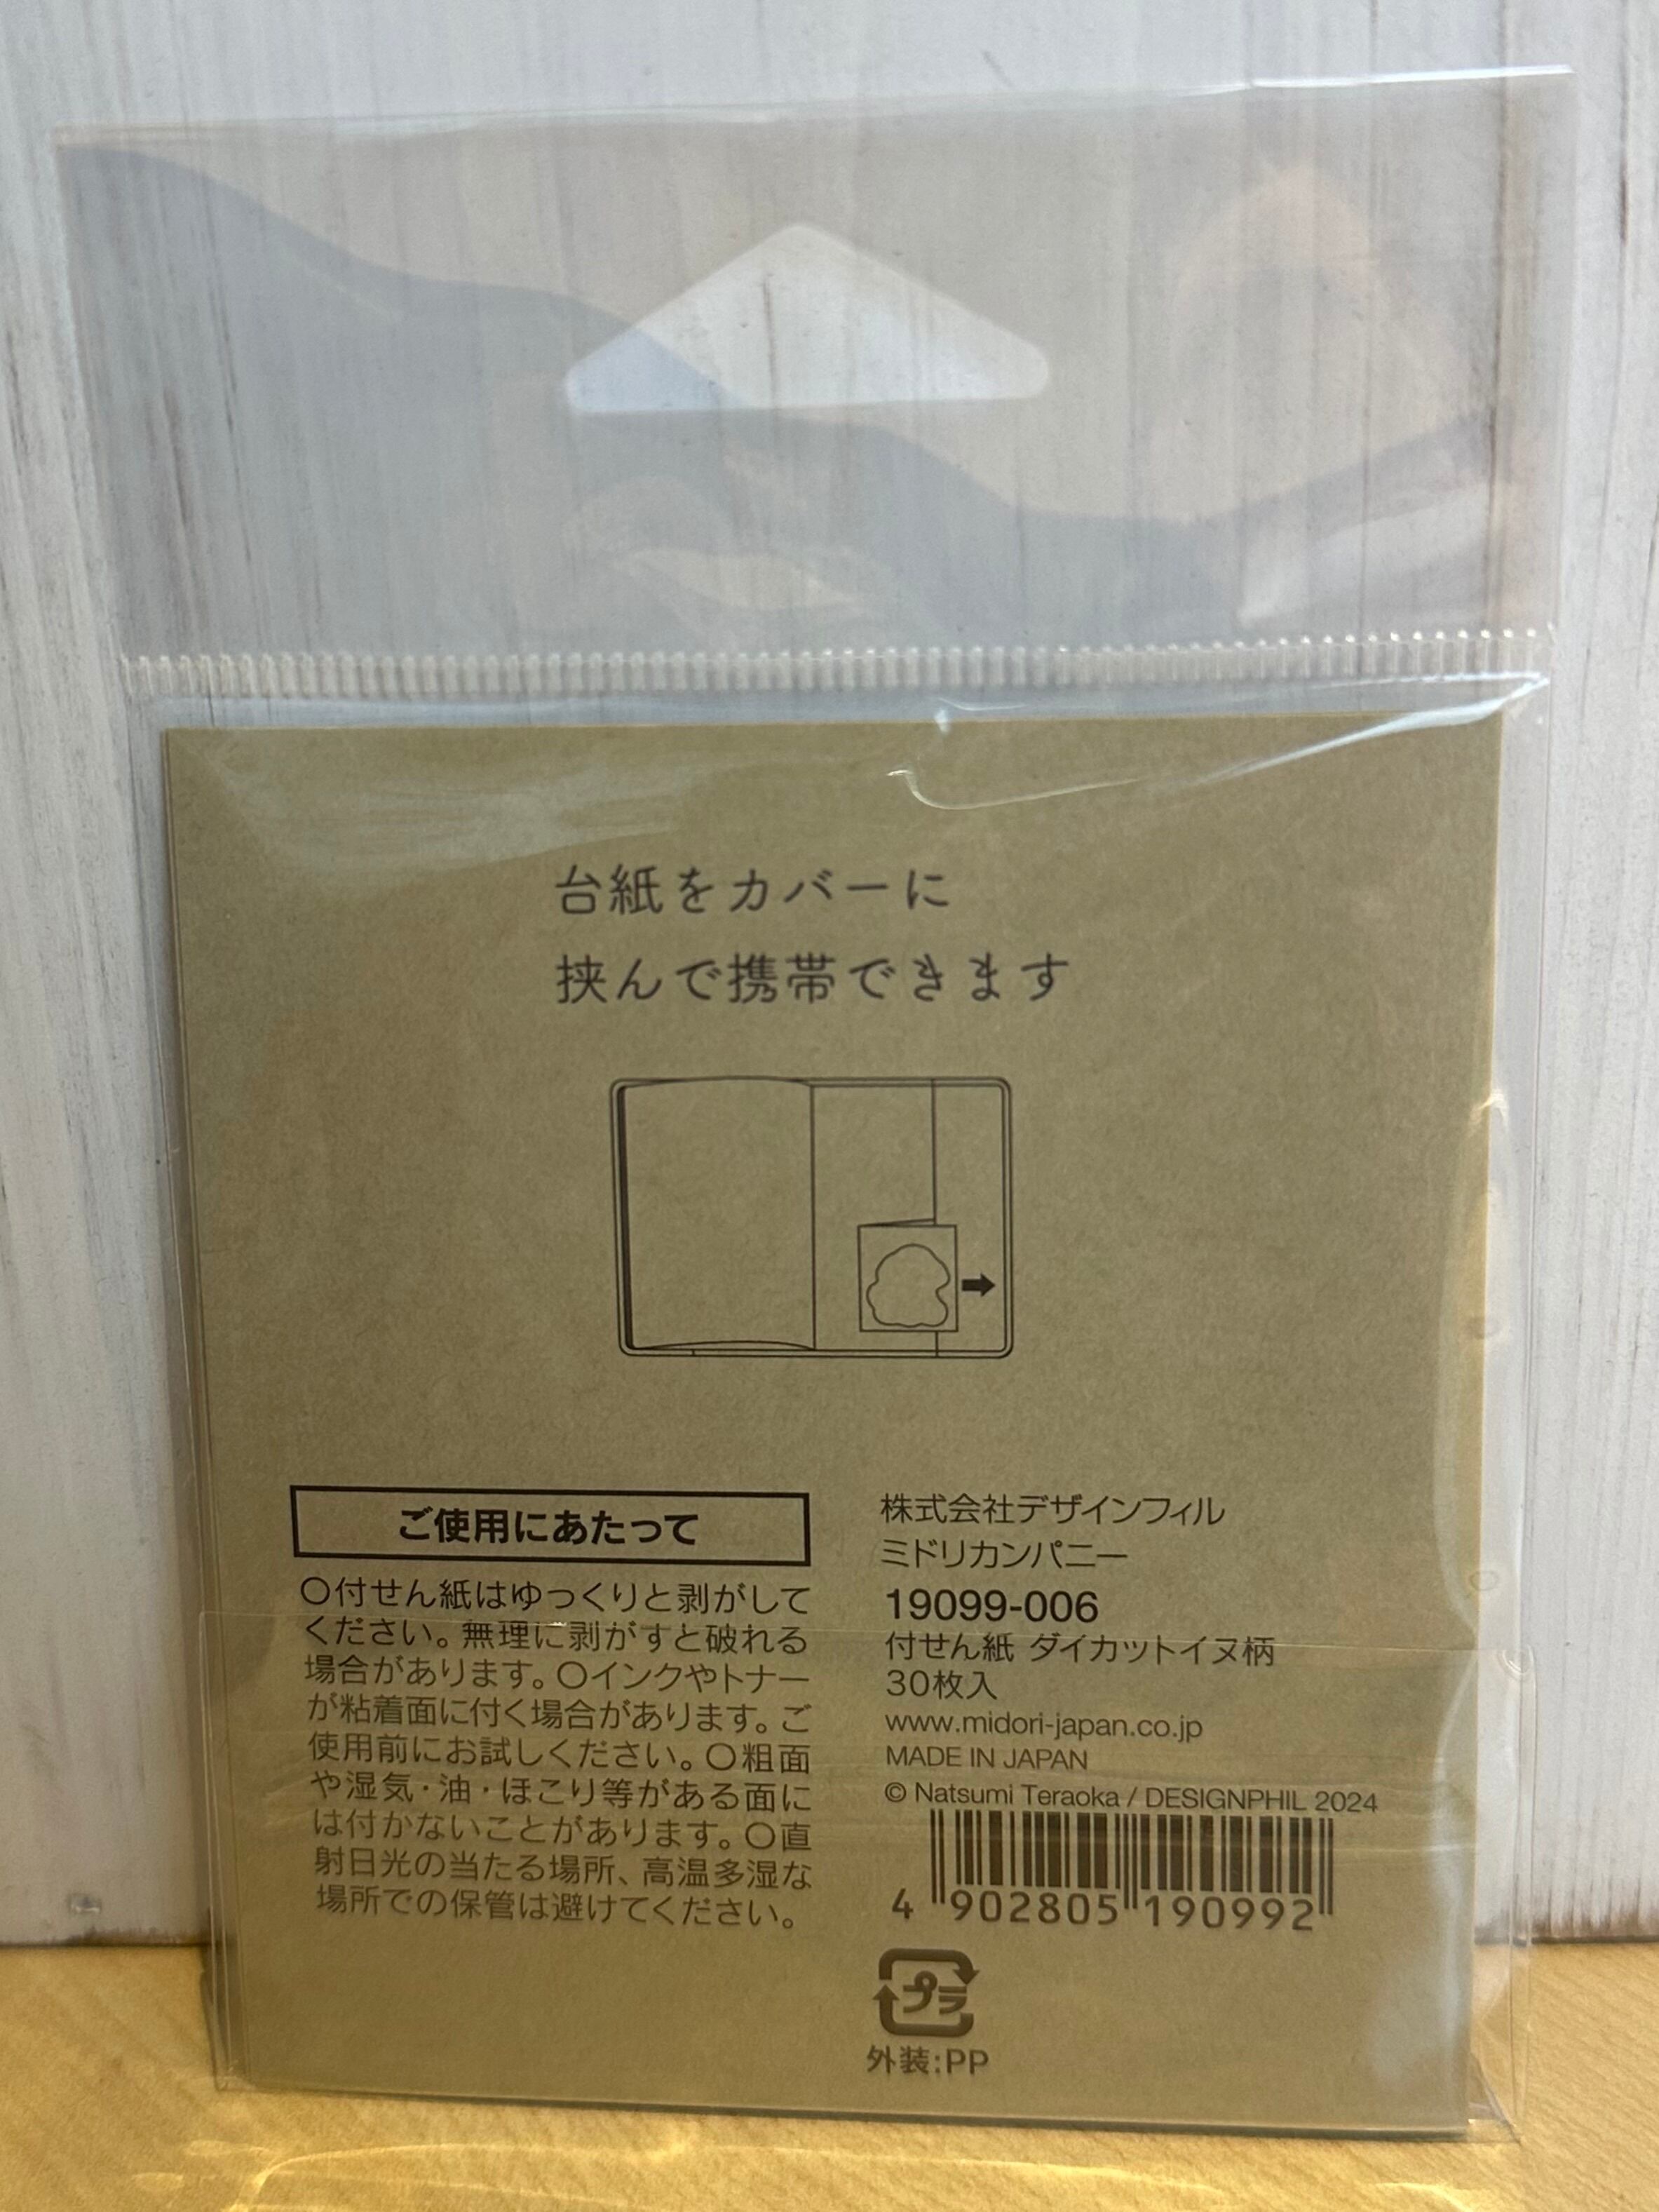 台紙をカバーに
挟んで携帯できます
ご使用にあたって
〇付せん紙はゆっくりと剥がして
ください。無理に剥がすと破れる
場合があります。〇インクやトナー
が粘着面に付く場合があります。ご
使用前にお試しください。〇粗面
や湿気・油・ほこり等がある面に
は付かないことがあります。〇直
射日光の当たる場所、高温多湿な
場所での保管は避けてください。
株式会社デザインフィル
ミドリカンパニー
19099-006
付せん紙 ダイカットイヌ柄
30枚入
www.midori-japan.co.jp
MADE IN JAPAN
© Natsumi Teraoka / DESIGNPHIL 2024
4 902805 190992
プラ
外装:PP